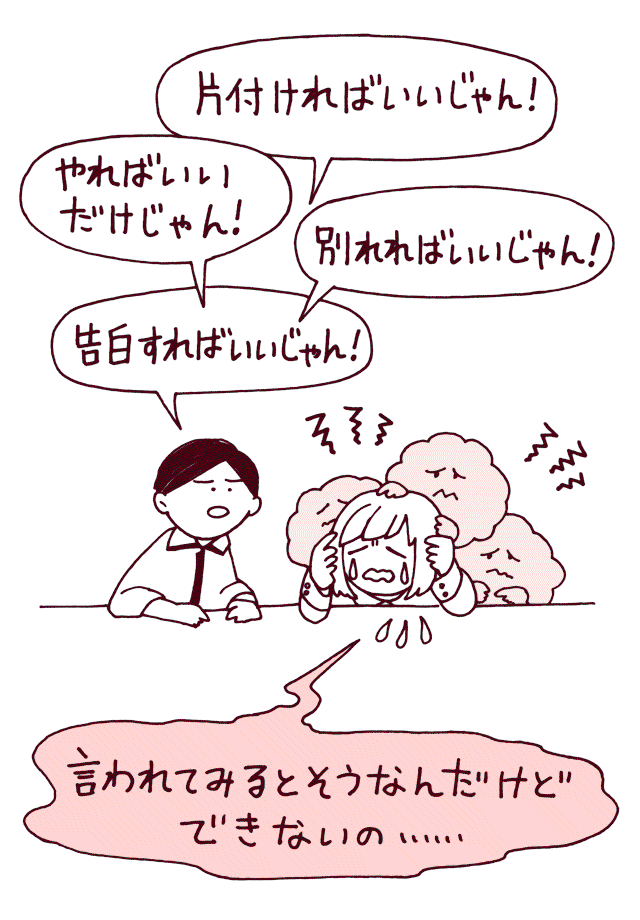 片付ければいいじゃん!
やればいい
だけじゃん!
別れればいいじゃん!
告白すればいいじゃん!
言われてみるとそうなんだけど
できないの……